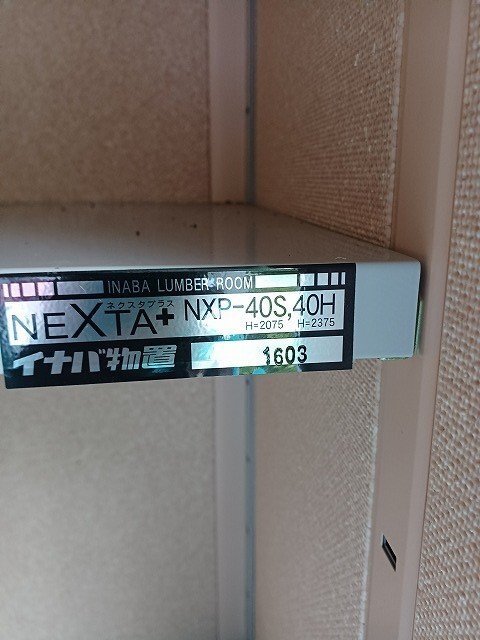 INABA LUMBER-ROOM
ネクスタプラス
NEXTA+ NXP-40S,40H
H=2075 H=2375
イナバ物置
1603